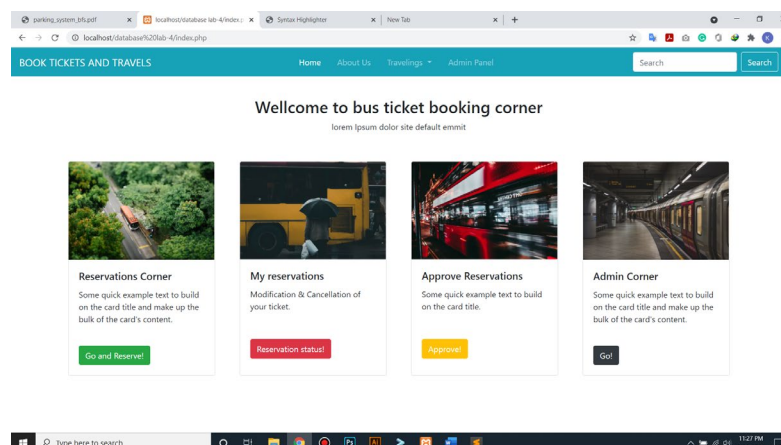 parking_system_bfs.pdf
localhost/database lab-4/index.p
Syntax Highlighter
New Tab
localhost/database%20lab-4/index.php
BOOK TICKETS AND TRAVELS
Home
About Us
Travelings
Admin Panel
Search
Search
Wellcome to bus ticket booking corner
lorem Ipsum dolor site default emmit
Reservations Corner
Some quick example text to build
on the card title and make up the
bulk of the card's content.
Go and Reserve!
My reservations
Modification & Cancellation of
your ticket.
Reservation status!
Approve Reservations
Some quick example text to build
on the card title.
Approve!
Admin Corner
Some quick example text to build
on the card title and make up the
bulk of the card's content.
Go!
Type here to search
Ps
Ai
11:27 PM